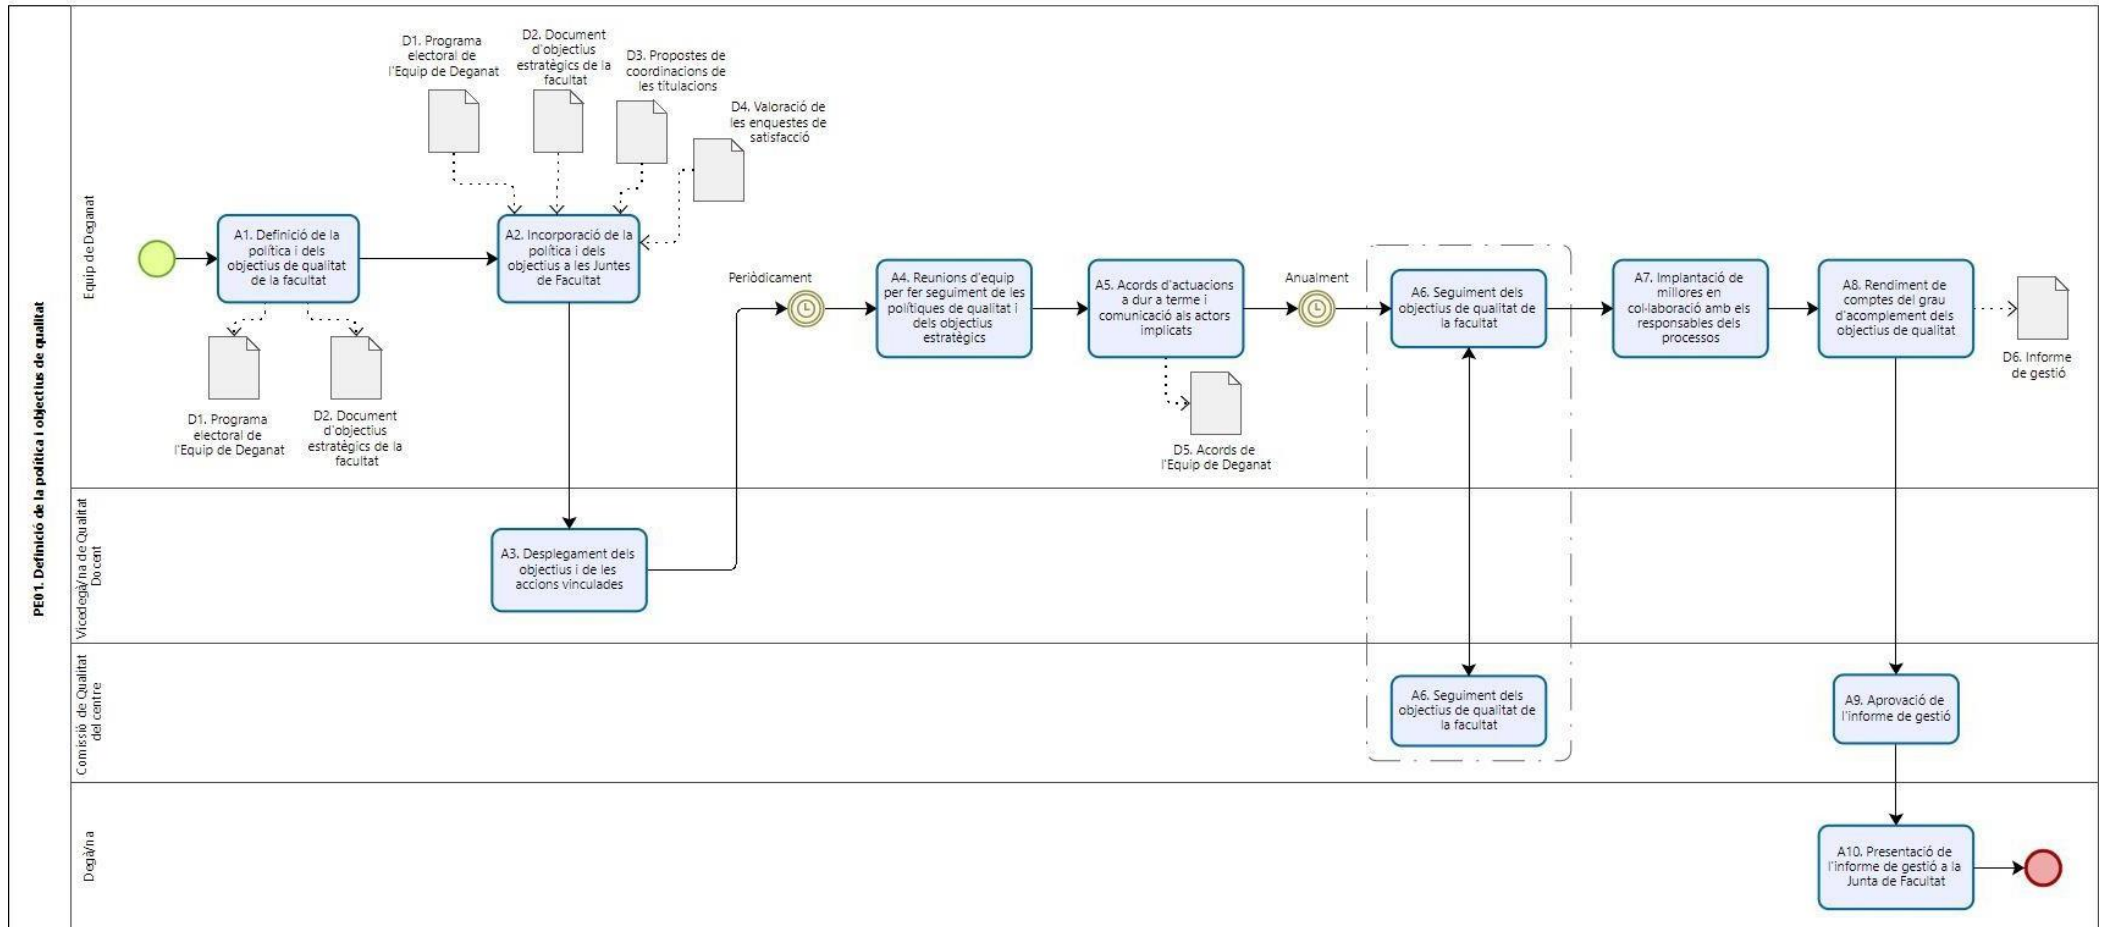 PE01. Definició de la política i objectius de qualitat
Equip de Deganat
D1. Programa
electoral de
l'Equip de Deganat
D2. Document
d'objectius
estratègics de la
facultat
D3. Propostes de
coordinacions de
les titulacions
D4. Valoració de
les enquestes de
satisfacció
A1. Definició de la
política i dels
objectius de qualitat
de la facultat
A2. Incorporació de la
política i dels
objectius a les Juntes
de Facultat
D1. Programa
electoral de
l'Equip de Deganat
D2. Document
d'objectius
estratègics de la
facultat
Periòdicament
A4. Reunions d'equip
per fer seguiment de les
polítiques de qualitat i
dels objectius
estratègics
A5. Acords d'actuacions
a dur a terme i
comunicació als actors
implicats
D5. Acords de
l'Equip de Deganat
Anualment
A6. Seguiment dels
objectius de qualitat de
la facultat
A7. Implantació de
millores en
col·laboració amb els
responsables dels
processos
A8. Rendiment de
comptes del grau
d'acomplement dels
objectius de qualitat
D6. Informe
de gestió
Vicedegà/na de Qualitat
Docent
A3. Desplegament dels
objectius i de les
accions vinculades
Comissió de Qualitat
del centre
A6. Seguiment dels
objectius de qualitat de
la facultat
A9. Aprovació de
l'informe de gestió
Degà/na
A10. Presentació de
l'informe de gestió a la
Junta de Facultat